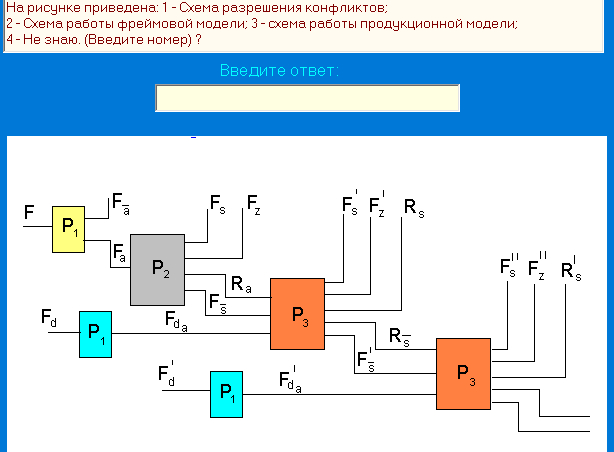 На рисунке приведена: 1 - Схема разрешения конфликтов;
2 - Схема работы фреймовой модели; 3 - схема работы продукционной модели;
4 - Не знаю. (Введите номер) ?
Введите ответ:
F P1 Fā
Fa P2 Fs Fz
Ra Fs̄ P3 Fs' Fz' Rs
Fd P1 Fda
Rs̄ Fs̄' P3 Fs'' Fz'' Rs'
Fd' P1 Fda'